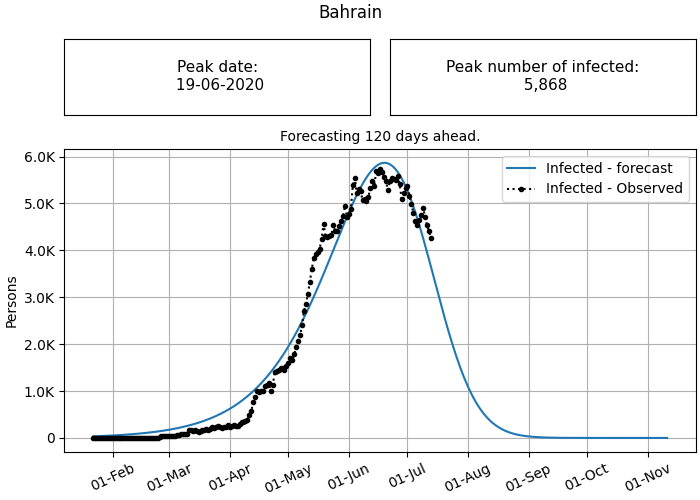 Bahrain
Peak date:
19-06-2020
Peak number of infected:
5,868
Forecasting 120 days ahead.
Infected - forecast
Infected - Observed
6.0K
5.0K
4.0K
3.0K
2.0K
1.0K
0
Persons
01-Feb
01-Mar
01-Apr
01-May
01-Jun
01-Jul
01-Aug
01-Sep
01-Oct
01-Nov